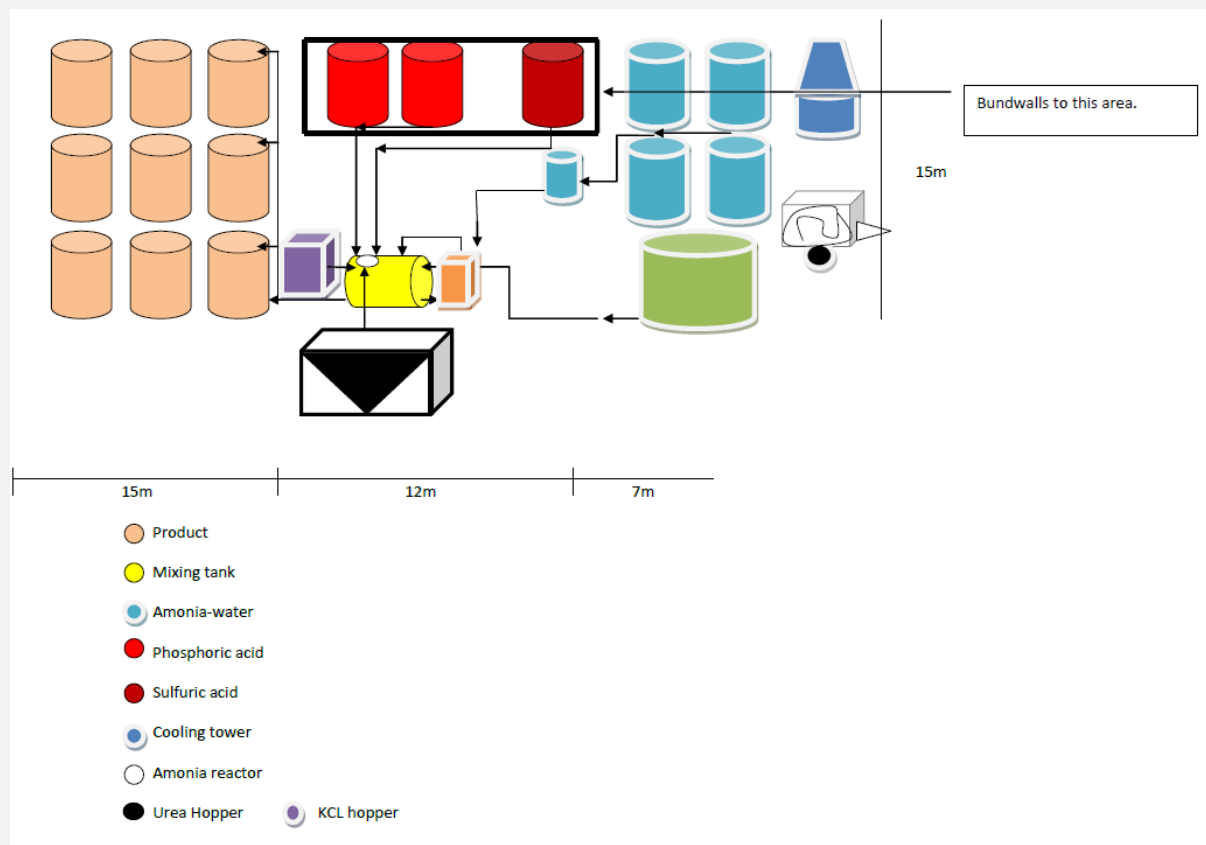 Bundwalls to this area.
15m
15m
12m
7m
Product
Mixing tank
Amonia-water
Phosphoric acid
Sulfuric acid
Cooling tower
Amonia reactor
Urea Hopper
KCL hopper